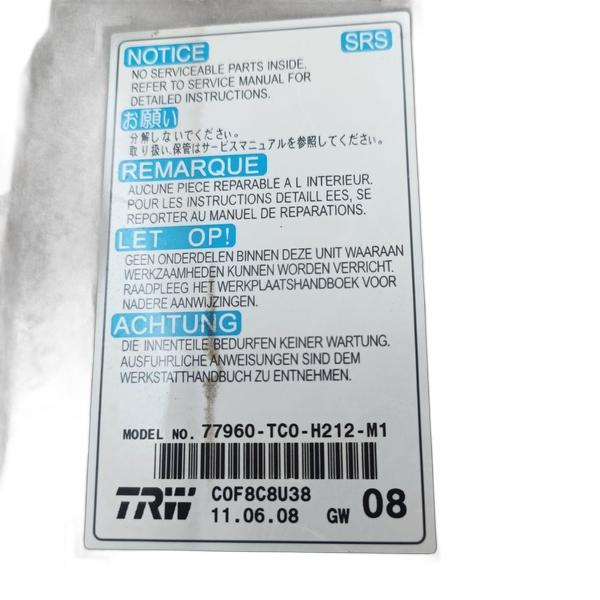 NOTICE SRS
NO SERVICEABLE PARTS INSIDE.
REFER TO SERVICE MANUAL FOR
DETAILED INSTRUCTIONS.
お願い
分解しないでください。
取り扱い、保管はサービスマニュアルを参照してください。
REMARQUE
AUCUNE PIECE REPARABLE A L INTERIEUR.
POUR LES INSTRUCTIONS DETAILL EES, SE
REPORTER AU MANUEL DE REPARATIONS.
LET OP!
GEEN ONDERDELEN BINNEN DEZE UNIT WAARAAN
WERKZAAMHEDEN KUNNEN WORDEN VERRICHT.
RAADPLEEG HET WERKPLAATSHANDBOEK VOOR
NADERE AANWIJZINGEN.
ACHTUNG
DIE INNENTEILE BEDURFEN KEINER WARTUNG.
AUSFUHRLICHE ANWEISUNGEN SIND DEM
WERKSTATTHANDBUCH ZU ENTNEHMEN.
MODEL NO. 77960-TC0-H212-M1
TRW C0F8C8U38
11.06.08 GW 08